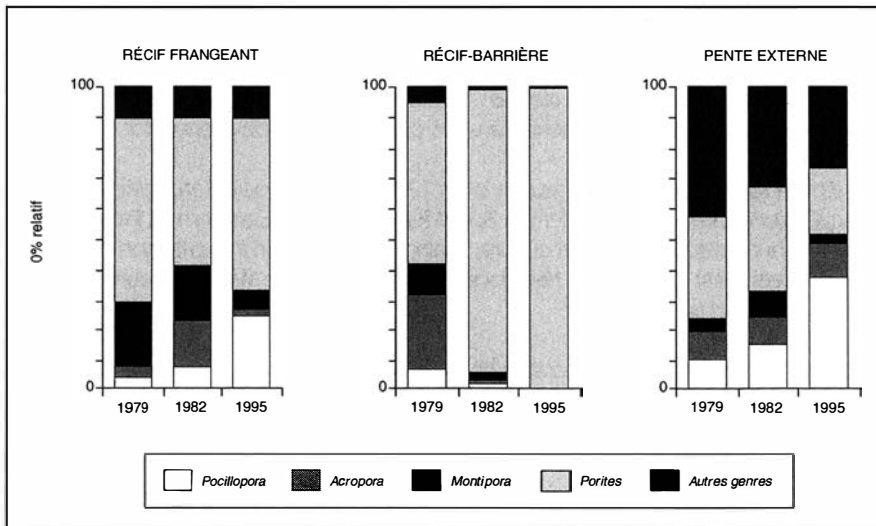 RÉCIF FRANGEANT
RÉCIF-BARRIÈRE
PENTE EXTERNE
100
100
100
0% relatif
0
0
0
1979 1982 1995
1979 1982 1995
1979 1982 1995
Pocillopora Acropora Montipora Porites Autres genres